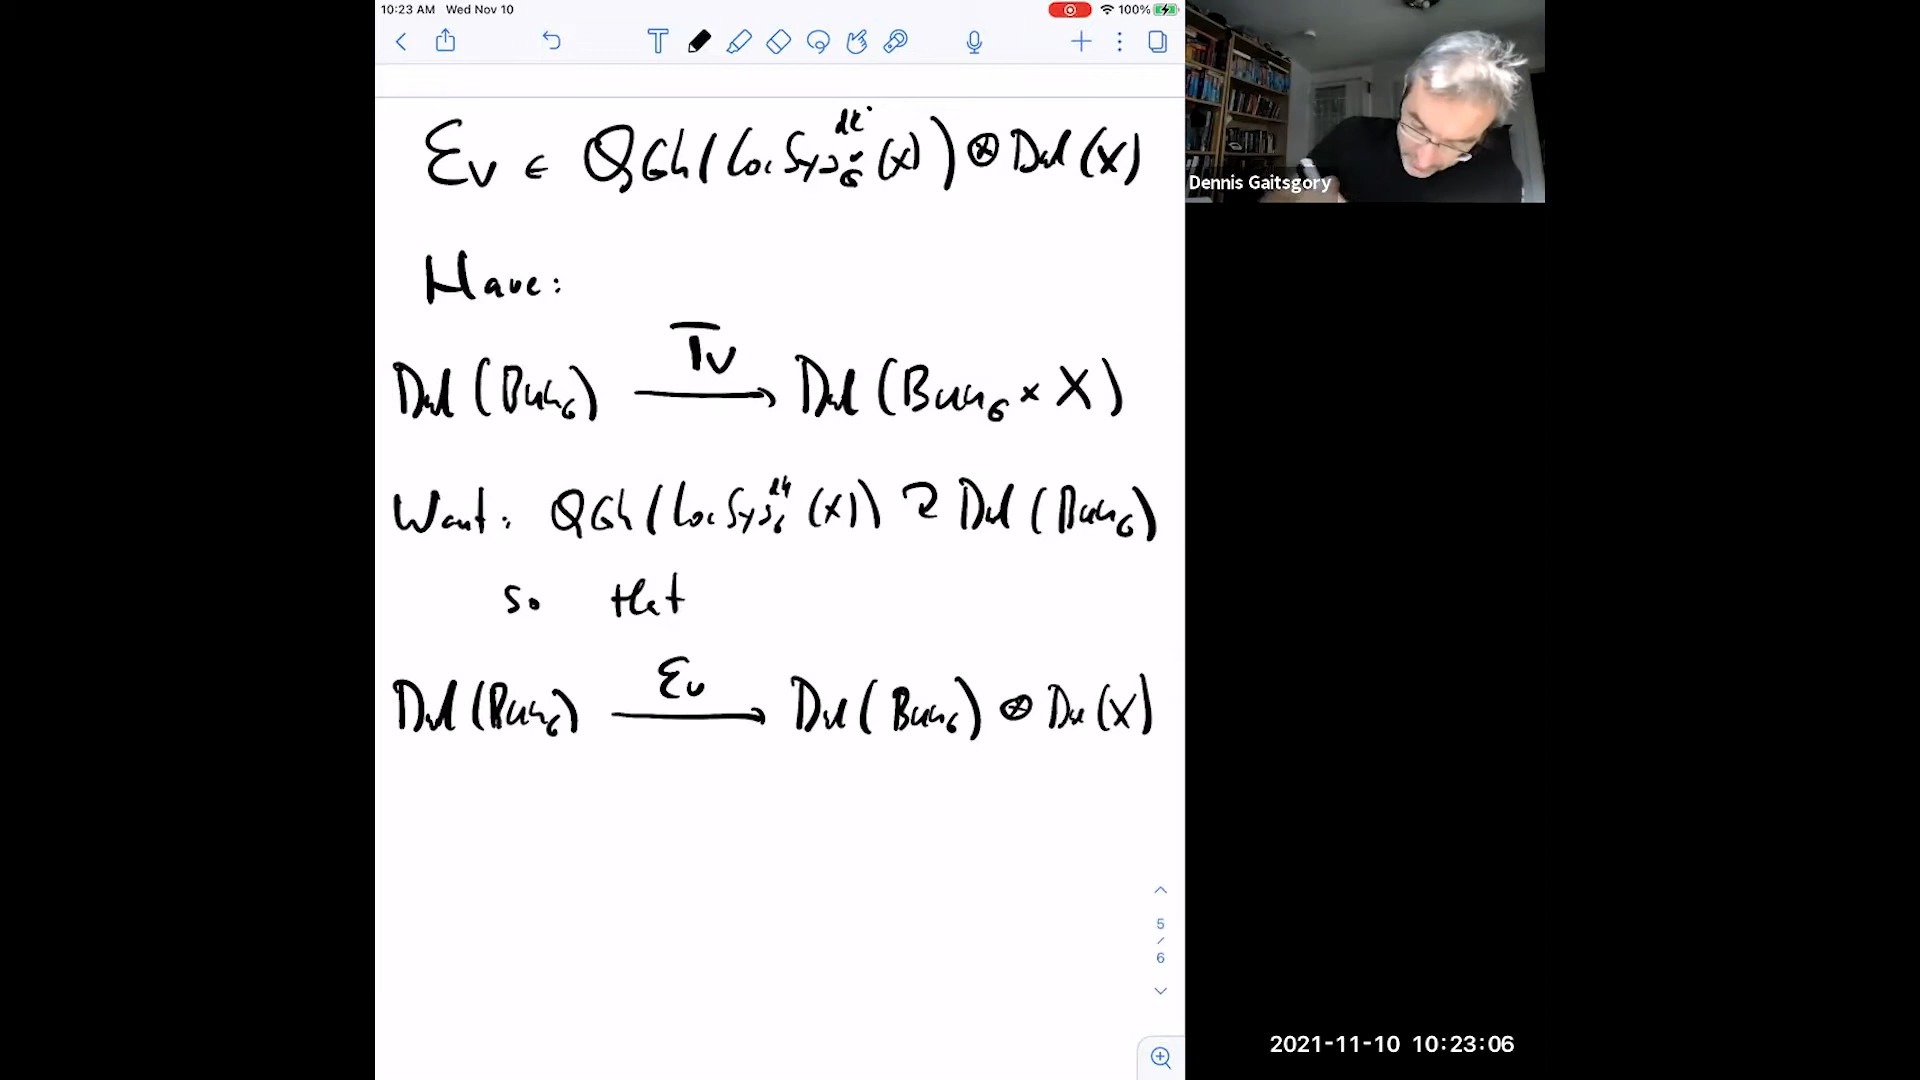 10:23 AM Wed Nov 10
100%
ℰ_V ∈ QCoh(LocSys_Ǧ^{dR}(X)) ⊗ Dmod(X)
Have:
Dmod(Bun_G) —T_V→ Dmod(Bun_G × X)
Want: QCoh(LocSys_Ǧ^{dR}(X)) ↻ Dmod(Bun_G)
so that
Dmod(Bun_G) —ℰ_V→ Dmod(Bun_G) ⊗ Dmod(X)
5
/
6
Dennis Gaitsgory
2021-11-10 10:23:06